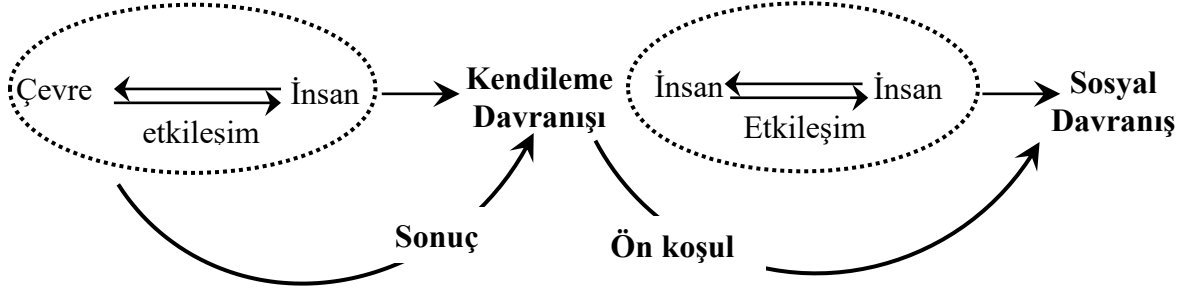 Çevre
İnsan
etkileşim
Kendileme
Davranışı
İnsan
İnsan
Etkileşim
Sosyal
Davranış
Sonuç
Ön koşul